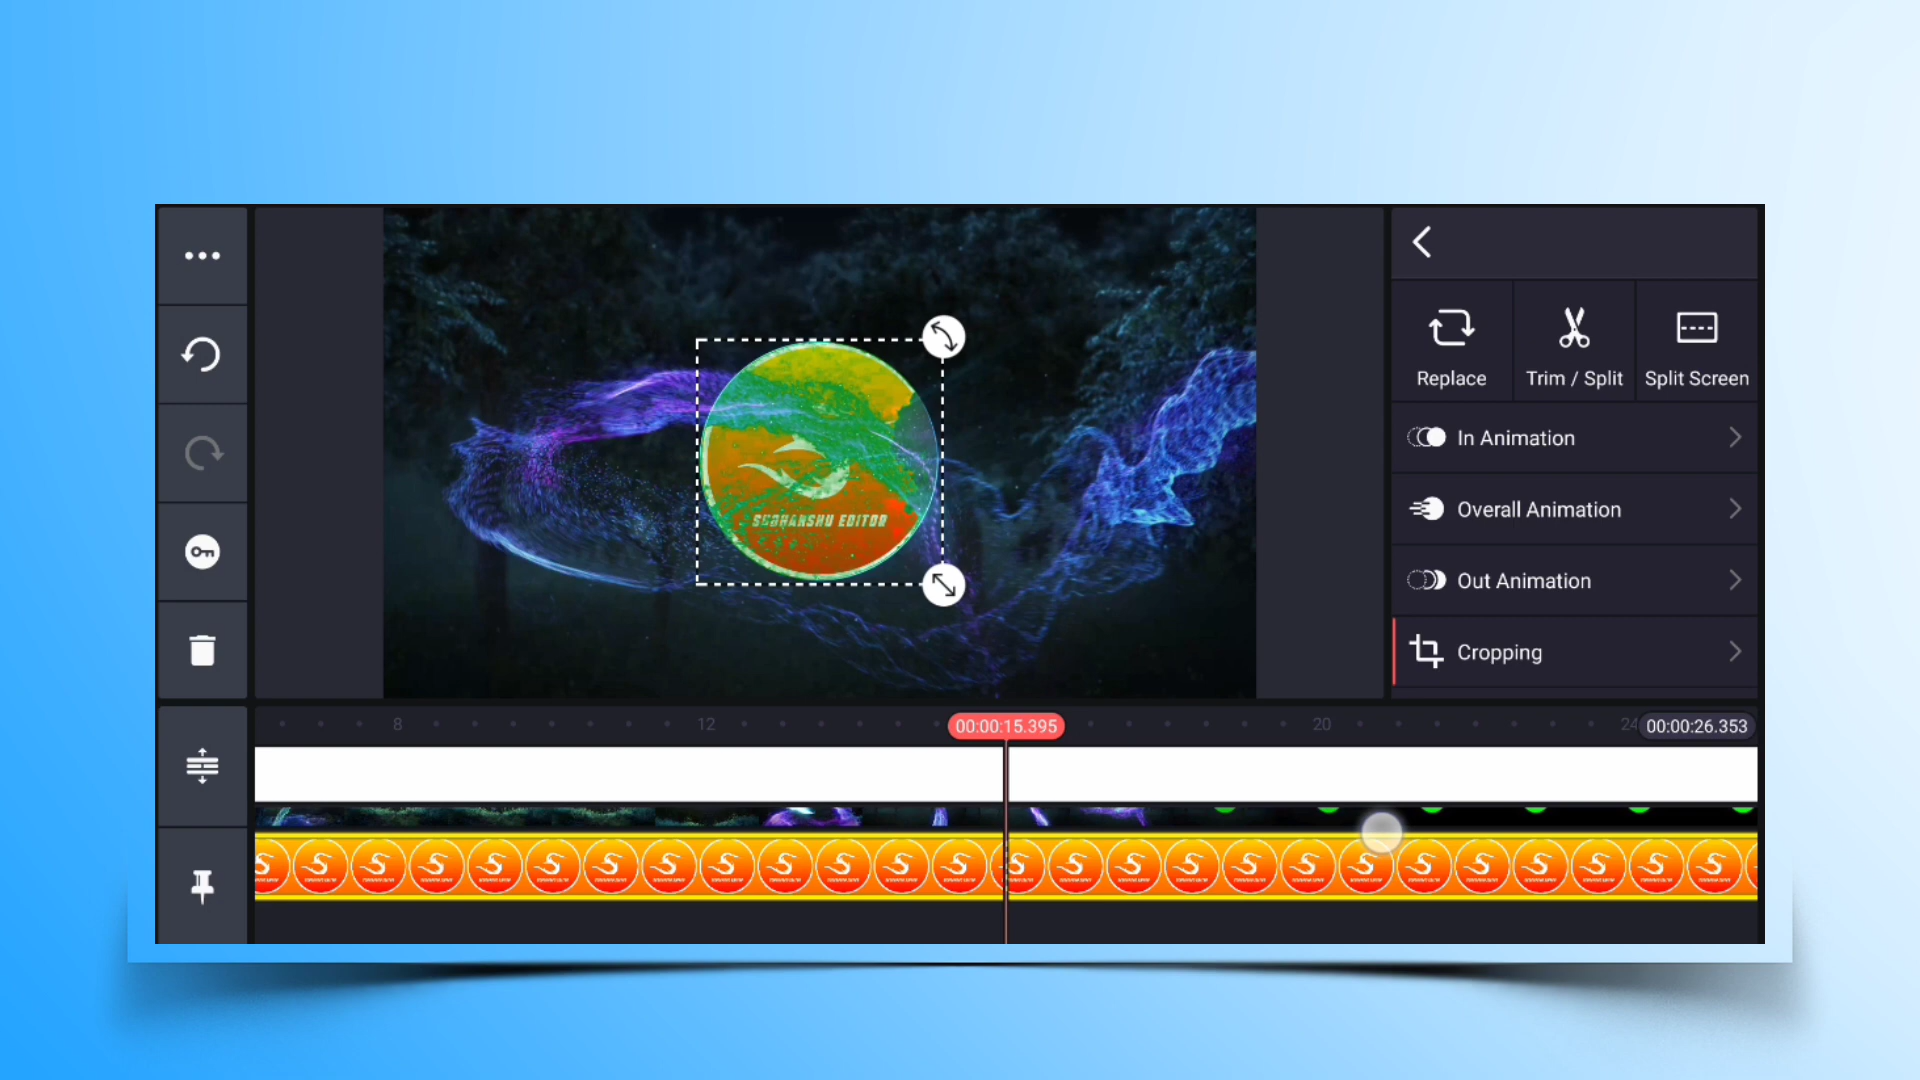 Replace
Trim / Split
Split Screen
In Animation
Overall Animation
Out Animation
Cropping
SUBHANSHU EDITOR
8
12
00:00:15.395
20
24
00:00:26.353